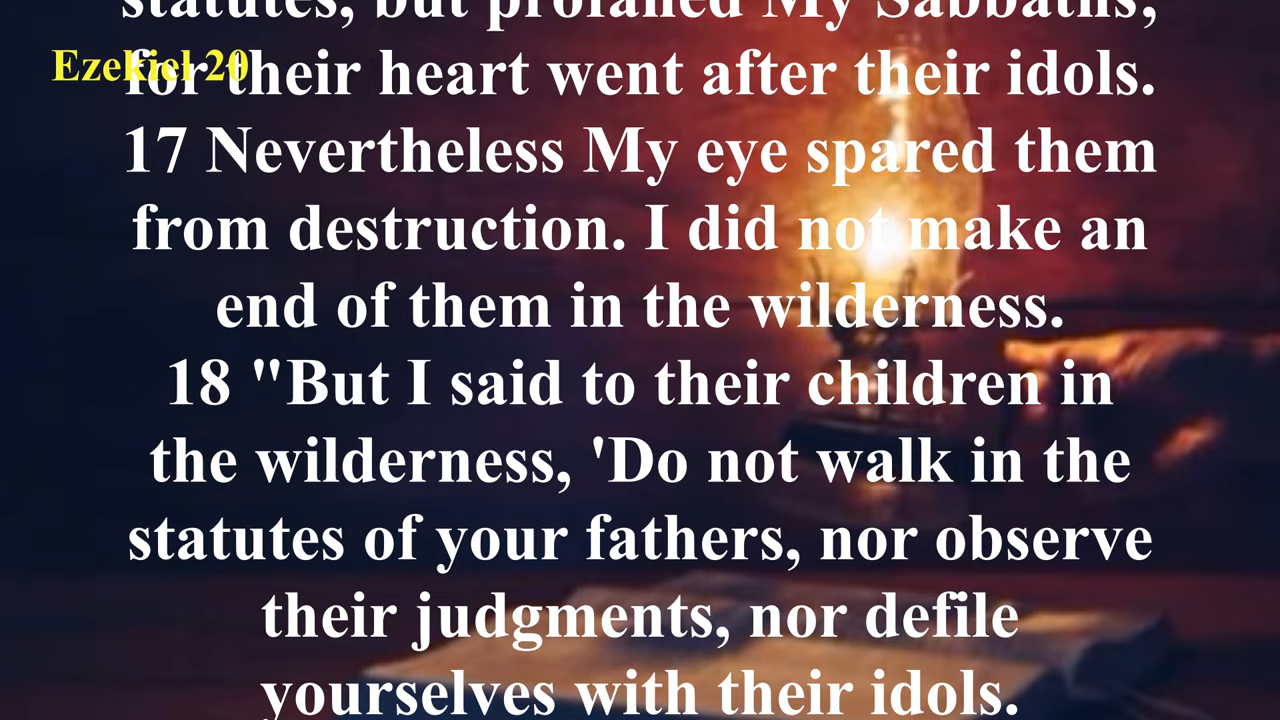 statutes, but profaned My Sabbaths,
Ezekiel 20
for their heart went after their idols.
17 Nevertheless My eye spared them
from destruction. I did not make an
end of them in the wilderness.
18 "But I said to their children in
the wilderness, 'Do not walk in the
statutes of your fathers, nor observe
their judgments, nor defile
yourselves with their idols.